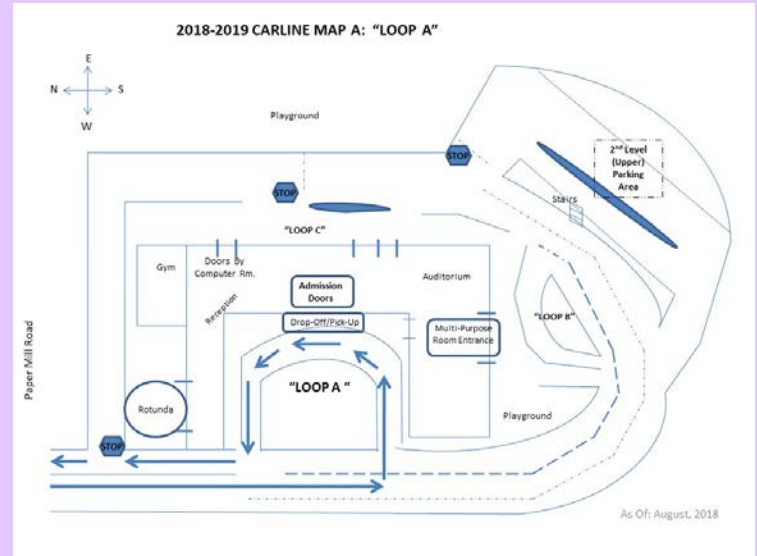 2018-2019 CARLINE MAP A: "LOOP A"
E
N
S
W
Playground
STOP
2nd Level
(Upper)
Parking
Area
STOP
Stairs
"LOOP C"
Gym
Doors By
Computer Rm.
Auditorium
Admission
Doors
Reception
Drop-Off/Pick-Up
Multi-Purpose
Room Entrance
"LOOP B"
Paper Mill Road
"LOOP A "
Rotunda
Playground
STOP
As Of: August, 2018